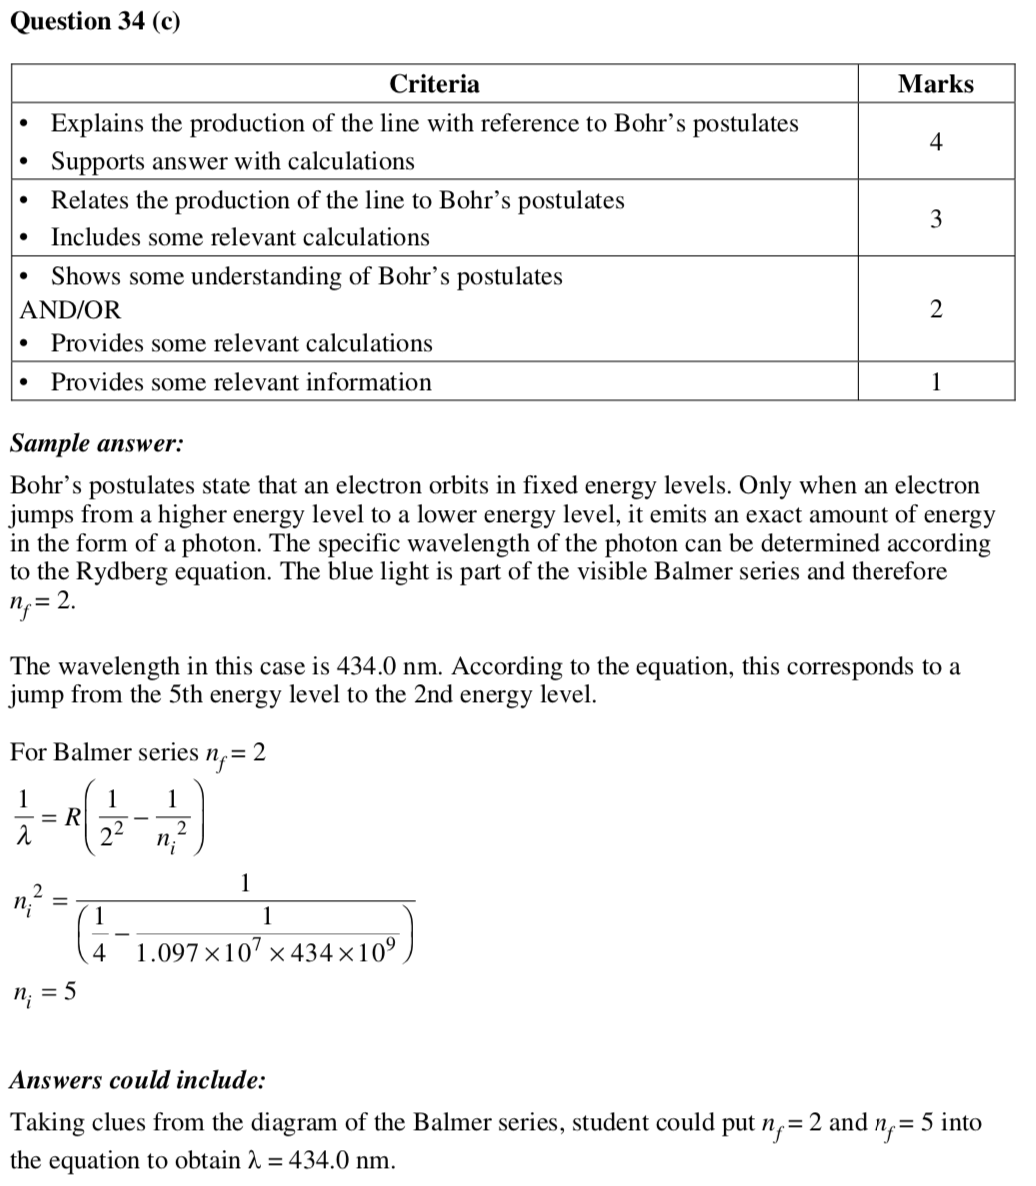 Question 34 (c)
Criteria Marks
• Explains the production of the line with reference to Bohr’s postulates
• Supports answer with calculations
4
• Relates the production of the line to Bohr’s postulates
• Includes some relevant calculations
3
• Shows some understanding of Bohr’s postulates
AND/OR
• Provides some relevant calculations
2
• Provides some relevant information
1
Sample answer:
Bohr’s postulates state that an electron orbits in fixed energy levels. Only when an electron
jumps from a higher energy level to a lower energy level, it emits an exact amount of energy
in the form of a photon. The specific wavelength of the photon can be determined according
to the Rydberg equation. The blue light is part of the visible Balmer series and therefore
n_f = 2.
The wavelength in this case is 434.0 nm. According to the equation, this corresponds to a
jump from the 5th energy level to the 2nd energy level.
For Balmer series n_f = 2
1/λ = R(1/2² − 1/n_i²)
n_i² = 1/(1/4 − 1/(1.097 × 10⁷ × 434 × 10⁹))
n_i = 5
Answers could include:
Taking clues from the diagram of the Balmer series, student could put n_f = 2 and n_f = 5 into
the equation to obtain λ = 434.0 nm.